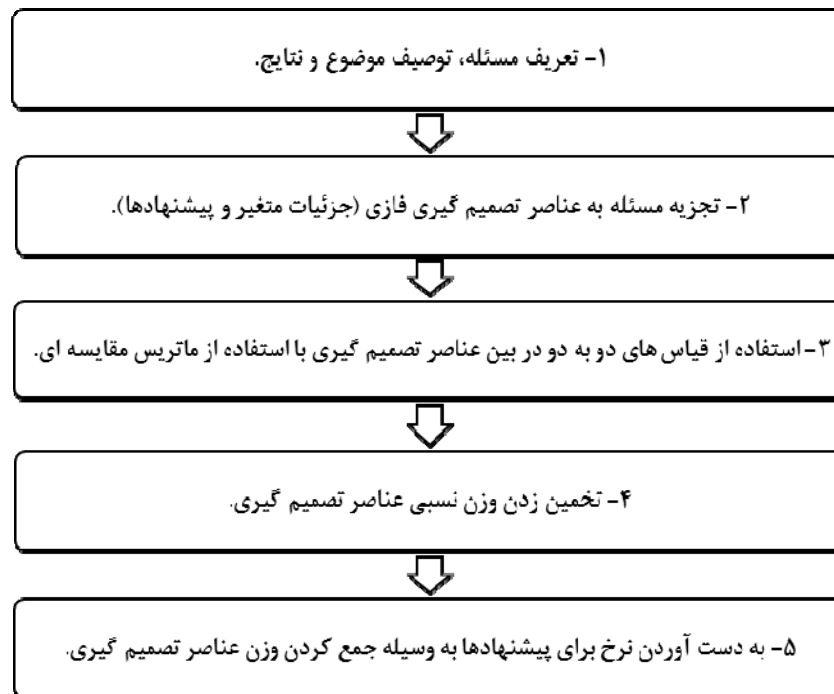 ۱- تعریف مسئله، توصیف موضوع و نتایج.
۲- تجزیه مسئله به عناصر تصمیم گیری فازی (جزئیات متغیر و پیشنهادها).
۳- استفاده از قیاس های دو به دو در بین عناصر تصمیم گیری با استفاده از ماتریس مقایسه ای.
۴- تخمین زدن وزن نسبی عناصر تصمیم گیری.
۵- به دست آوردن نرخ برای پیشنهادها به وسیله جمع کردن وزن عناصر تصمیم گیری.